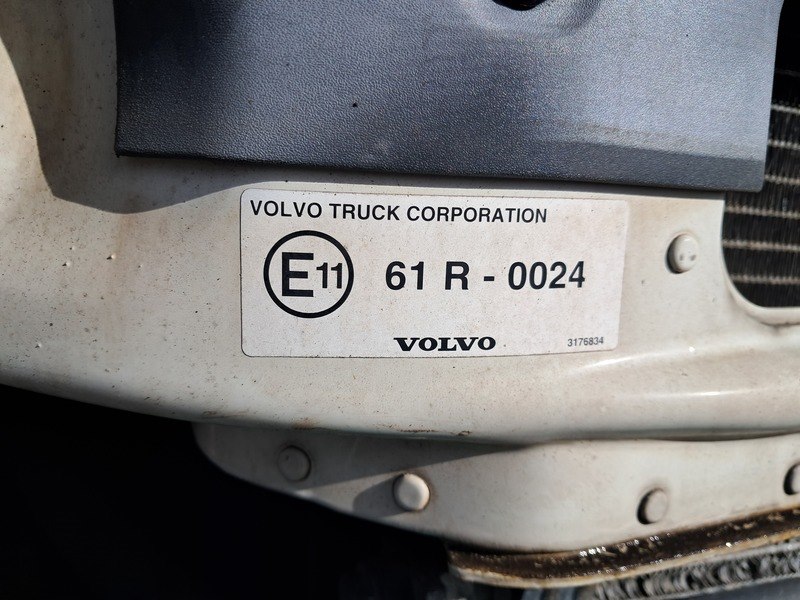 VOLVO TRUCK CORPORATION
E11 61 R - 0024
VOLVO 3176834